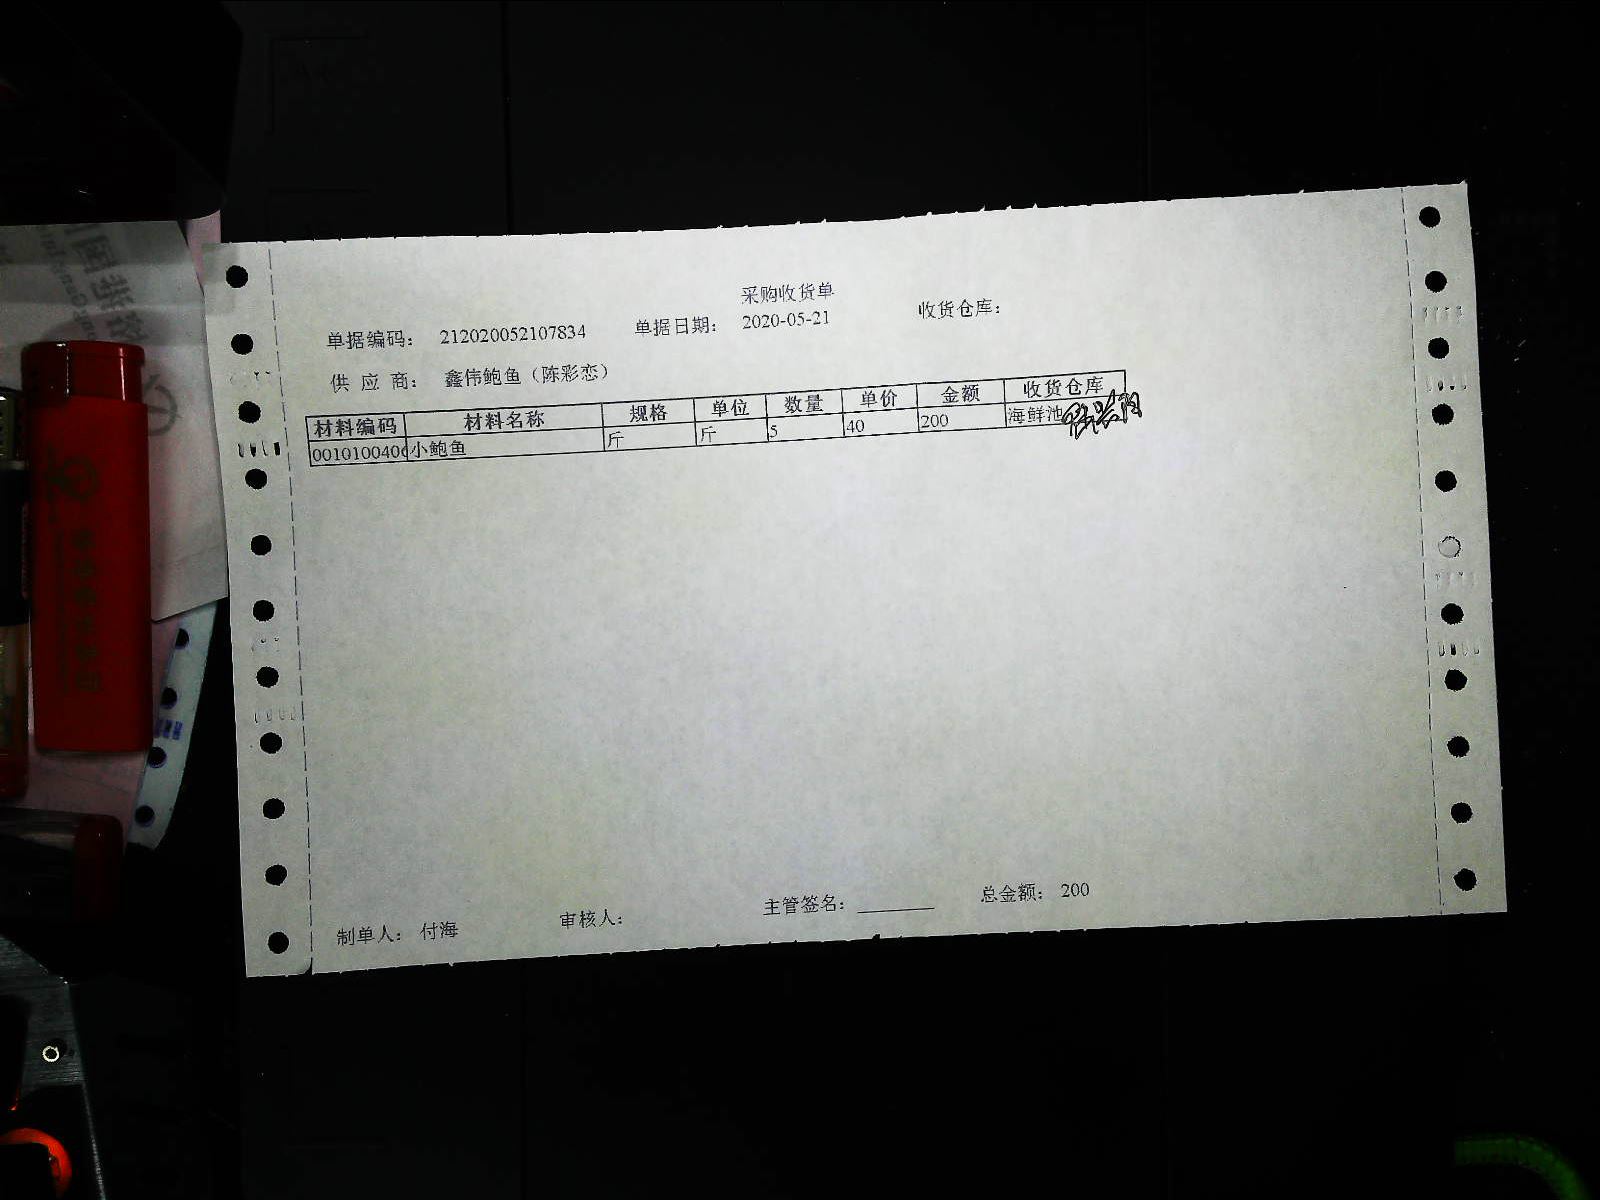 采购收货单
单据编码： 212020052107834 单据日期： 2020-05-21 收货仓库：
供 应 商： 鑫伟鲍鱼（陈彩恋）
材料编码 材料名称 规格 单位 数量 单价 金额 收货仓库
001010040 小鲍鱼 斤 斤 5 40 200 海鲜池
制单人： 付海 审核人： 主管签名： 总金额： 200